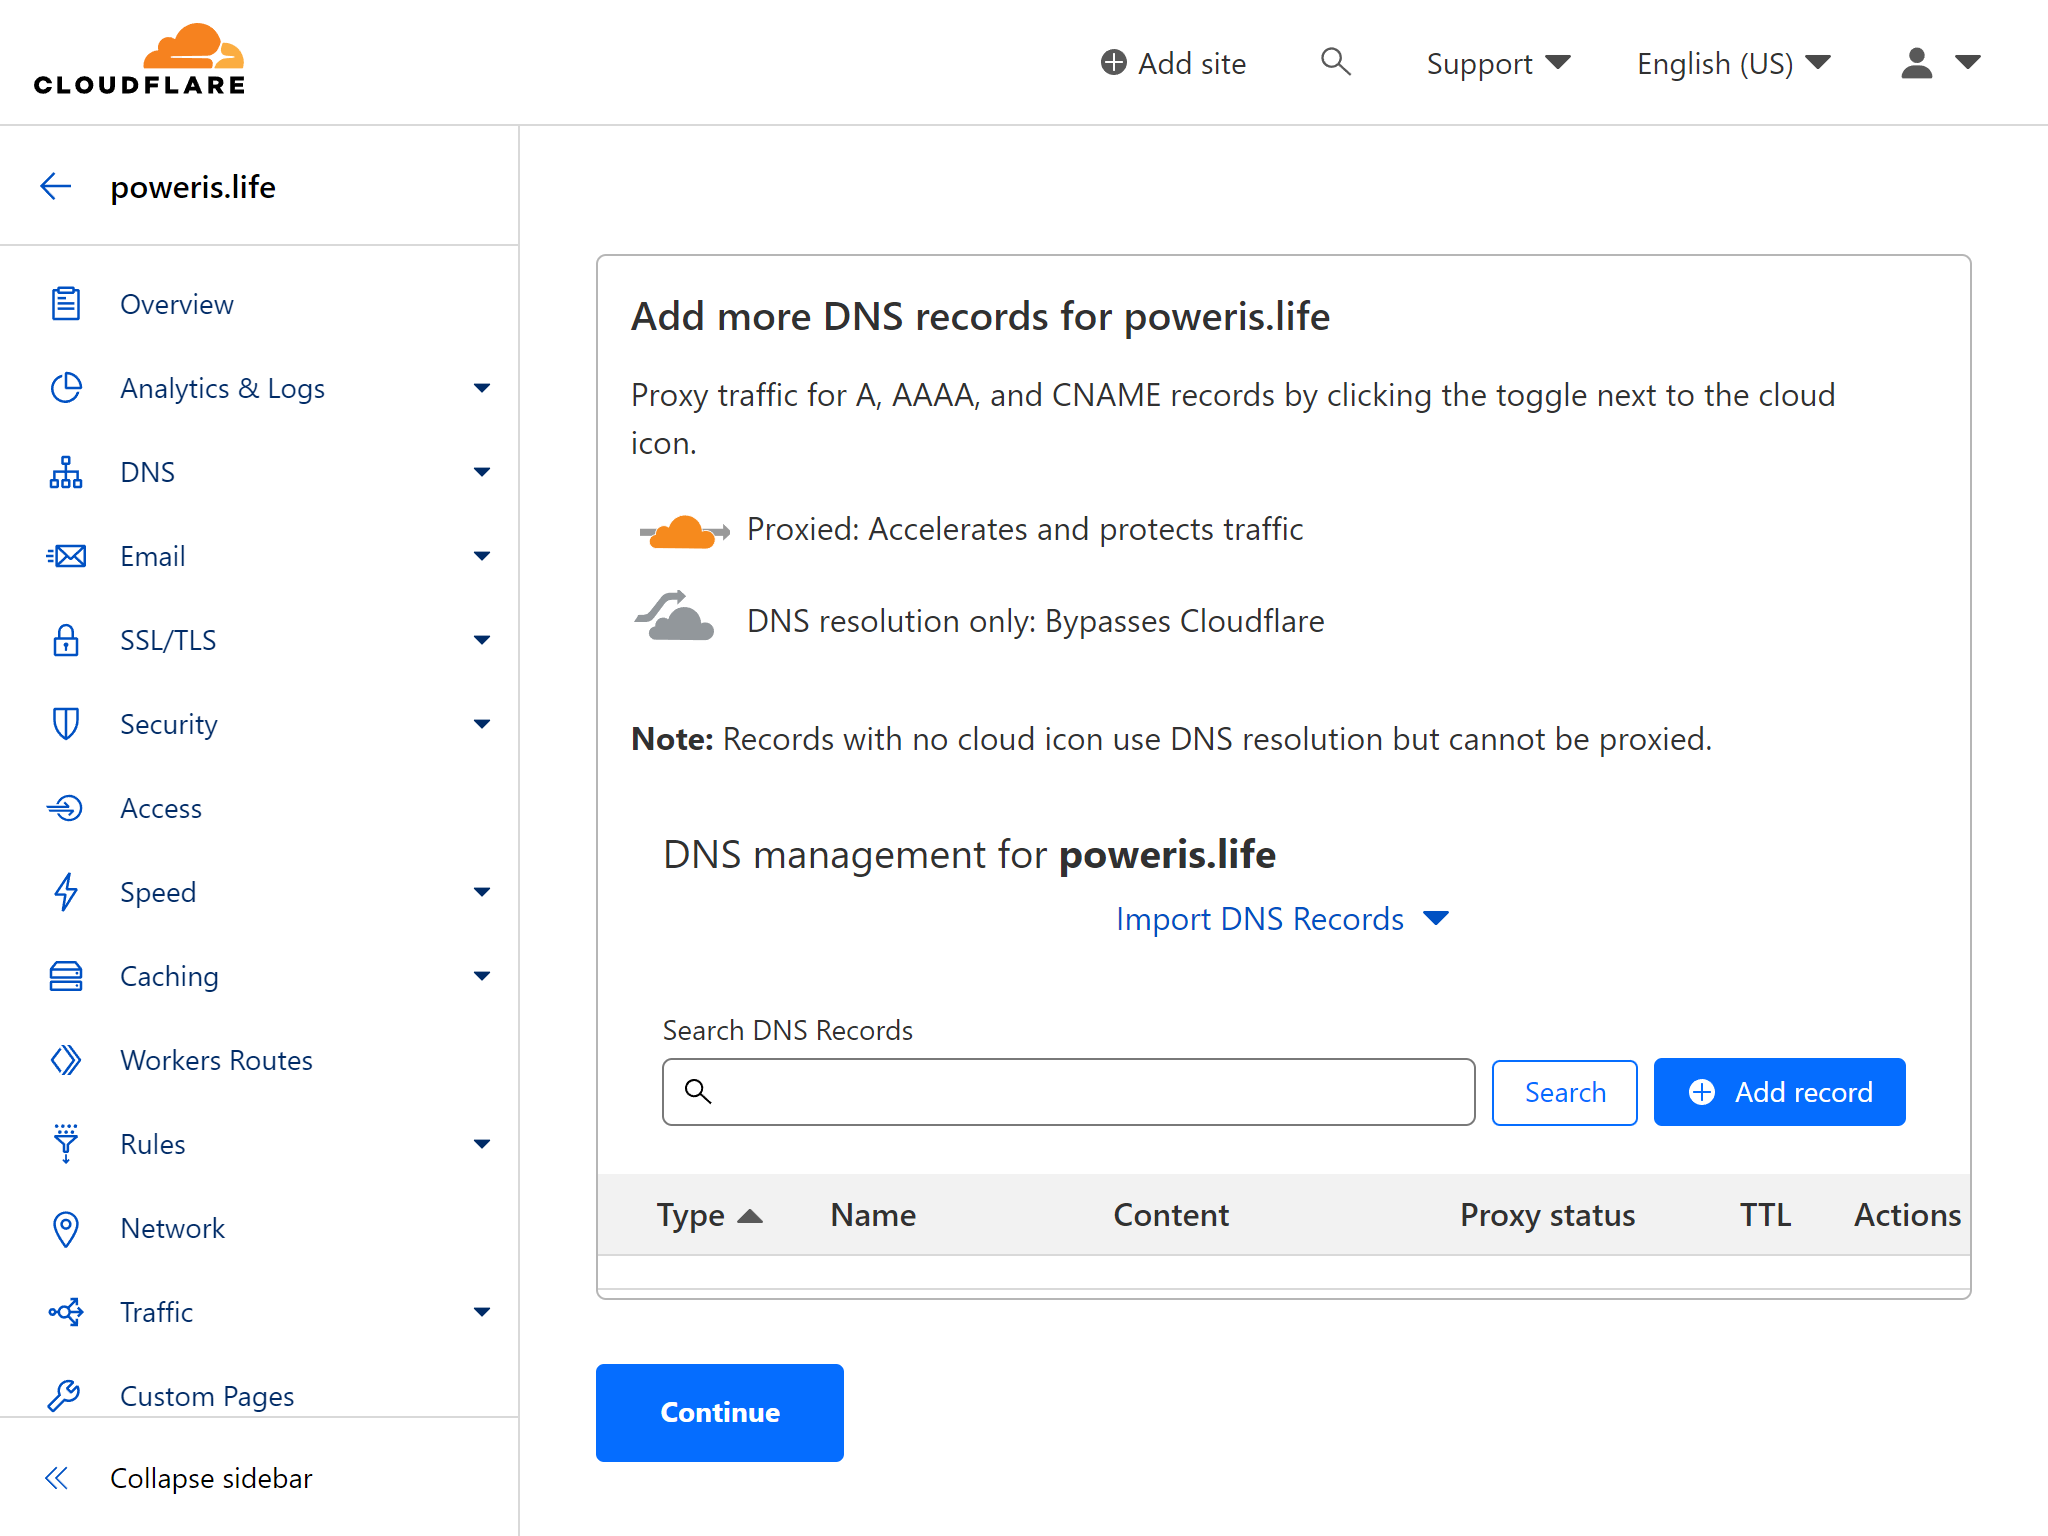 CLOUDFLARE
Add site
Support
English (US)
poweris.life
Overview
Analytics & Logs
DNS
Email
SSL/TLS
Security
Access
Speed
Caching
Workers Routes
Rules
Network
Traffic
Custom Pages
Collapse sidebar
Add more DNS records for poweris.life
Proxy traffic for A, AAAA, and CNAME records by clicking the toggle next to the cloud
icon.
Proxied: Accelerates and protects traffic
DNS resolution only: Bypasses Cloudflare
Note: Records with no cloud icon use DNS resolution but cannot be proxied.
DNS management for poweris.life
Import DNS Records
Search DNS Records
Search
Add record
Type Name Content Proxy status TTL Actions
Continue